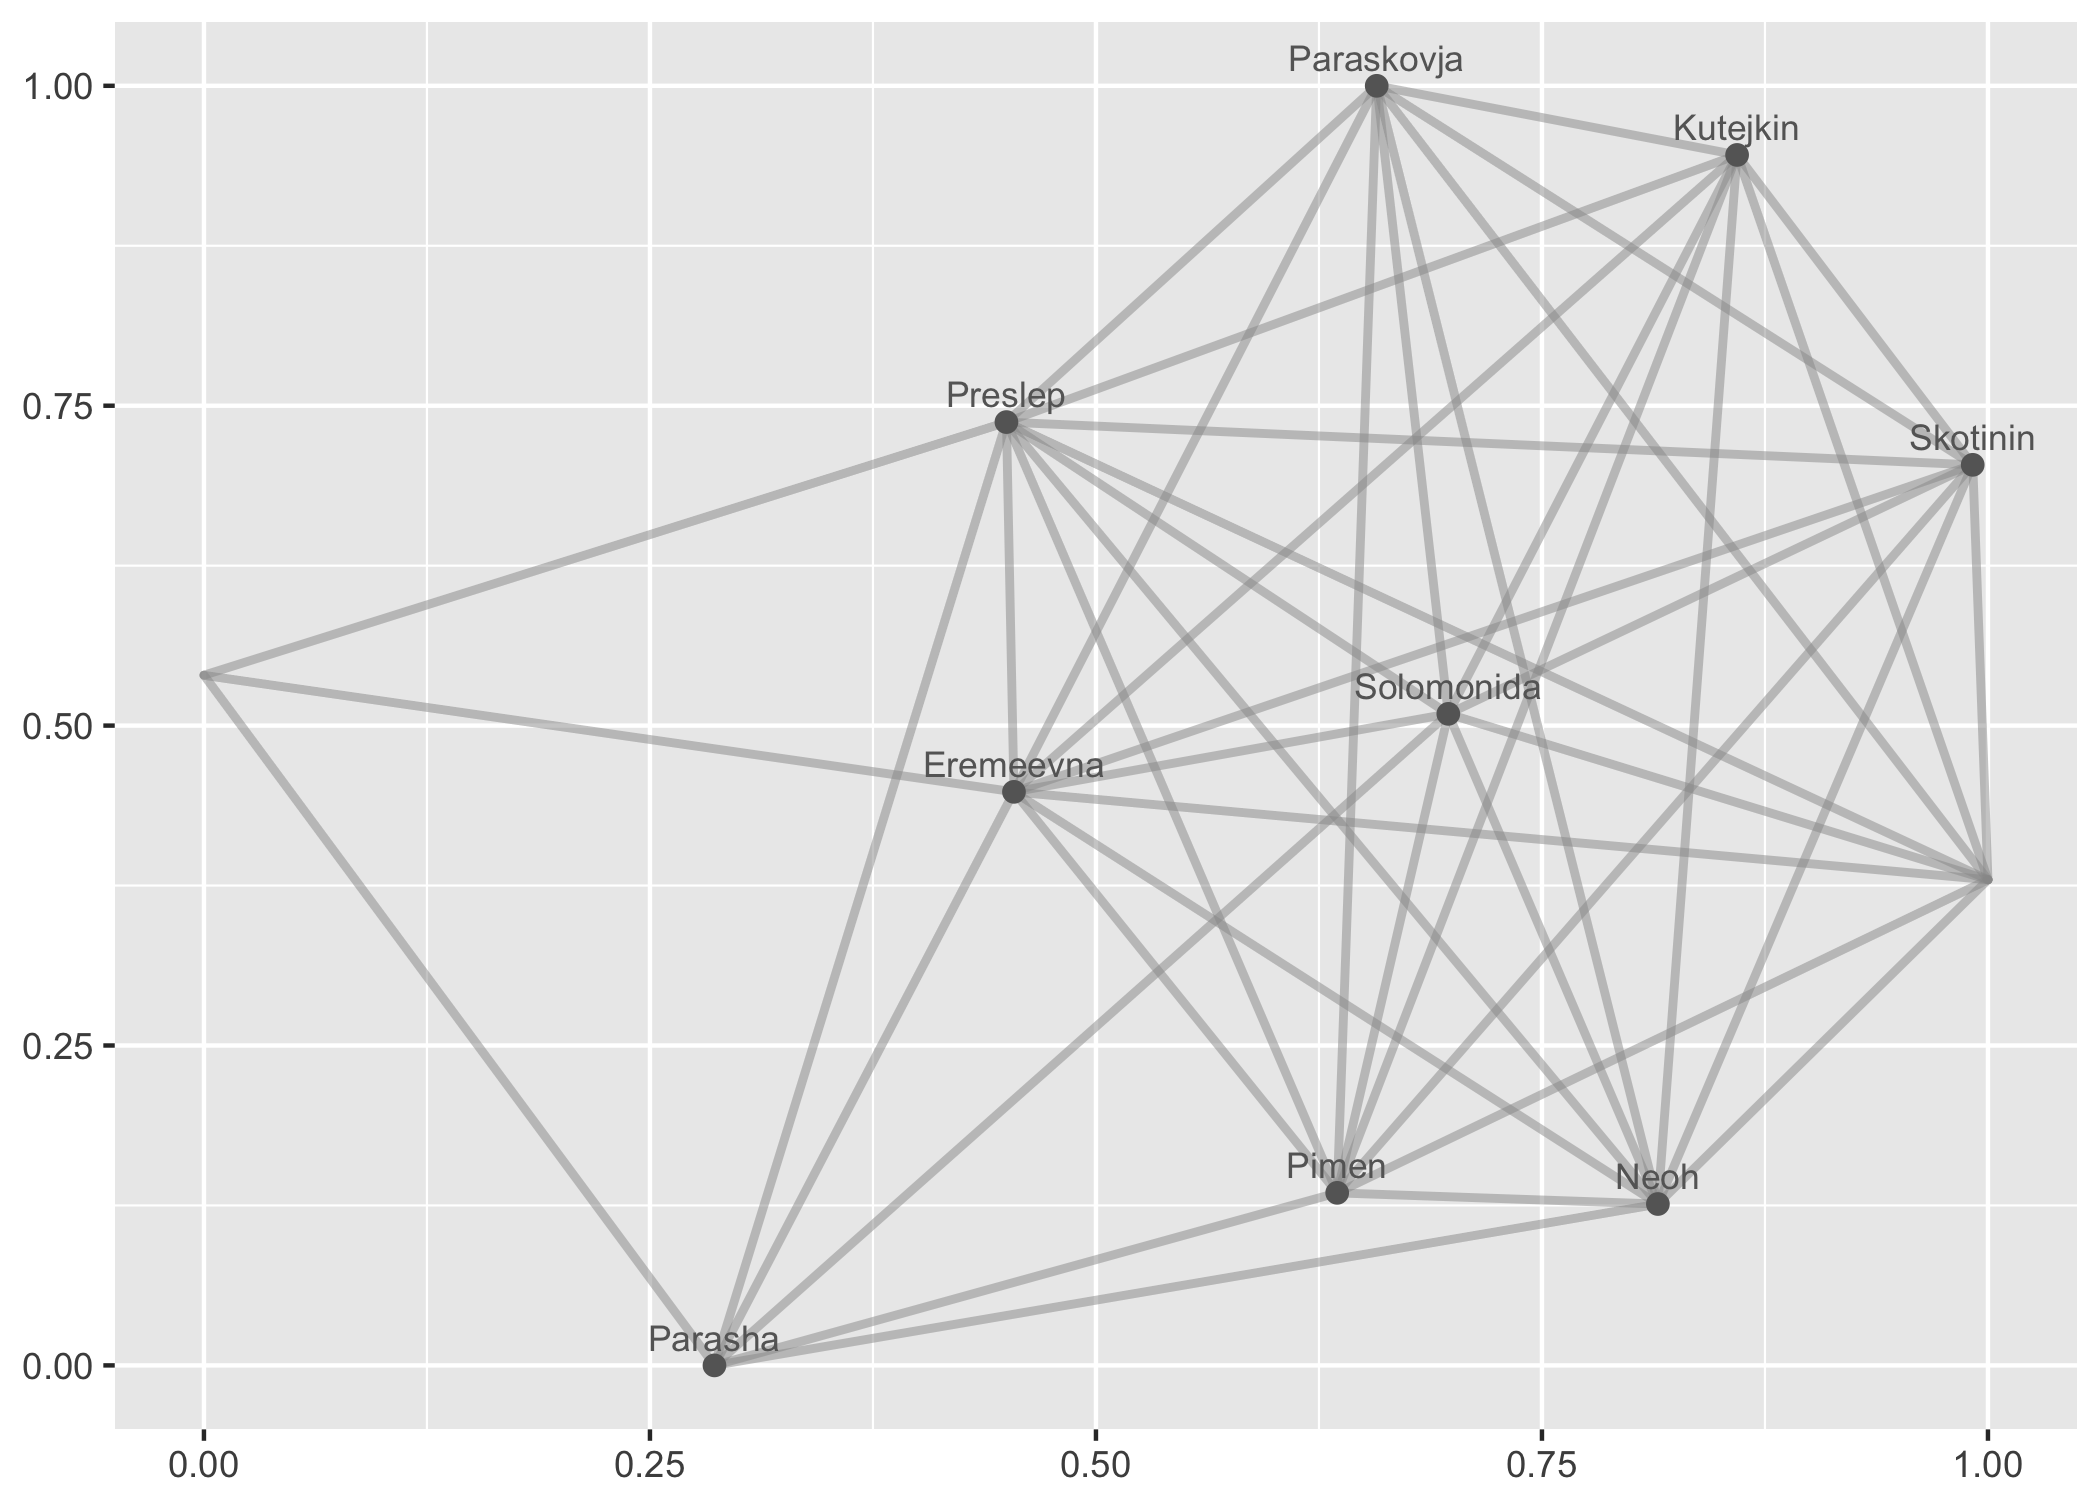 Paraskovja
1.00
Kutejkin
Preslep
0.75
Skotinin
Solomonida
0.50
Eremeevna
0.25
Pimen
Neoh
Parasha
0.00
0.00 0.25 0.50 0.75 1.00